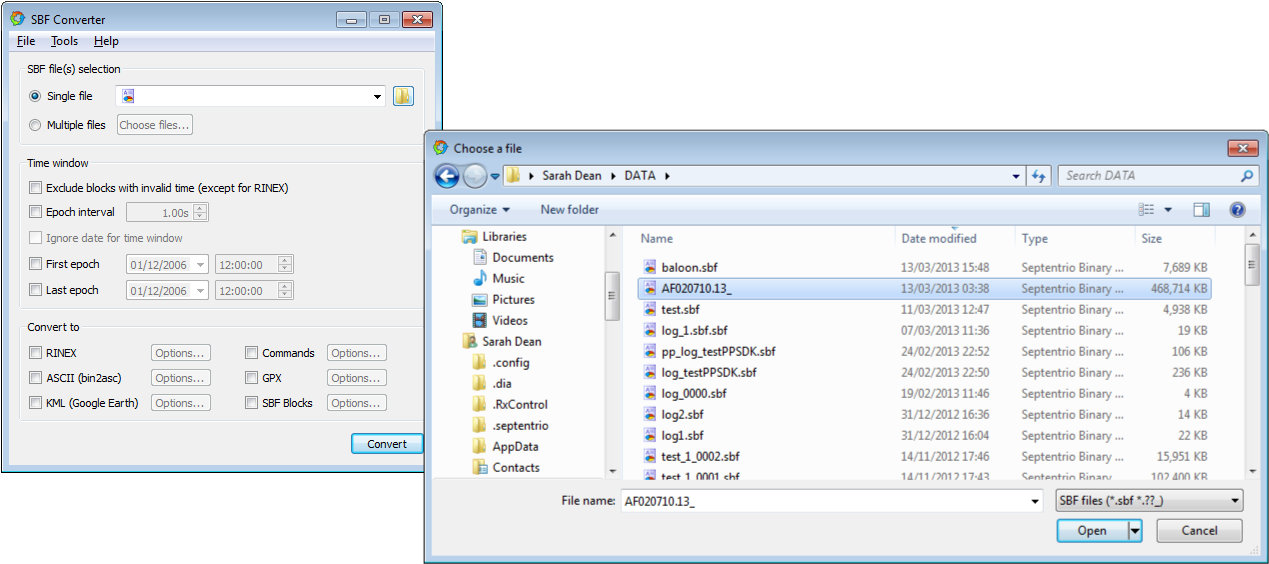 SBF Converter
File Tools Help
SBF file(s) selection
Single file
Multiple files Choose files...
Time window
Exclude blocks with invalid time (except for RINEX)
Epoch interval 1.00s
Ignore date for time window
First epoch 01/12/2006 12:00:00
Last epoch 01/12/2006 12:00:00
Convert to
RINEX Options... Commands Options...
ASCII (bin2asc) Options... GPX Options...
KML (Google Earth) Options... SBF Blocks Options...
Convert
Choose a file
Sarah Dean DATA Search DATA
Organize New folder
Libraries
Documents
Music
Pictures
Videos
Sarah Dean
.config
.dia
.RxControl
.septentrio
AppData
Contacts
Name Date modified Type Size
baloon.sbf 13/03/2013 15:48 Septentrio Binary ... 7,689 KB
AF020710.13_ 13/03/2013 03:38 Septentrio Binary ... 468,714 KB
test.sbf 11/03/2013 12:47 Septentrio Binary ... 4,938 KB
log_1.sbf.sbf 07/03/2013 11:36 Septentrio Binary ... 19 KB
pp_log_testPPSDK.sbf 24/02/2013 22:52 Septentrio Binary ... 106 KB
log_testPPSDK.sbf 24/02/2013 22:50 Septentrio Binary ... 236 KB
log_0000.sbf 19/02/2013 11:46 Septentrio Binary ... 4 KB
log2.sbf 31/12/2012 16:36 Septentrio Binary ... 14 KB
log1.sbf 31/12/2012 16:04 Septentrio Binary ... 22 KB
test_1_0002.sbf 14/11/2012 17:46 Septentrio Binary ... 15,951 KB
test_1_0001.sbf 14/11/2012 17:43 Septentrio Binary ... 102,400 KB
File name: AF020710.13_ SBF files (*.sbf *.??_)
Open Cancel